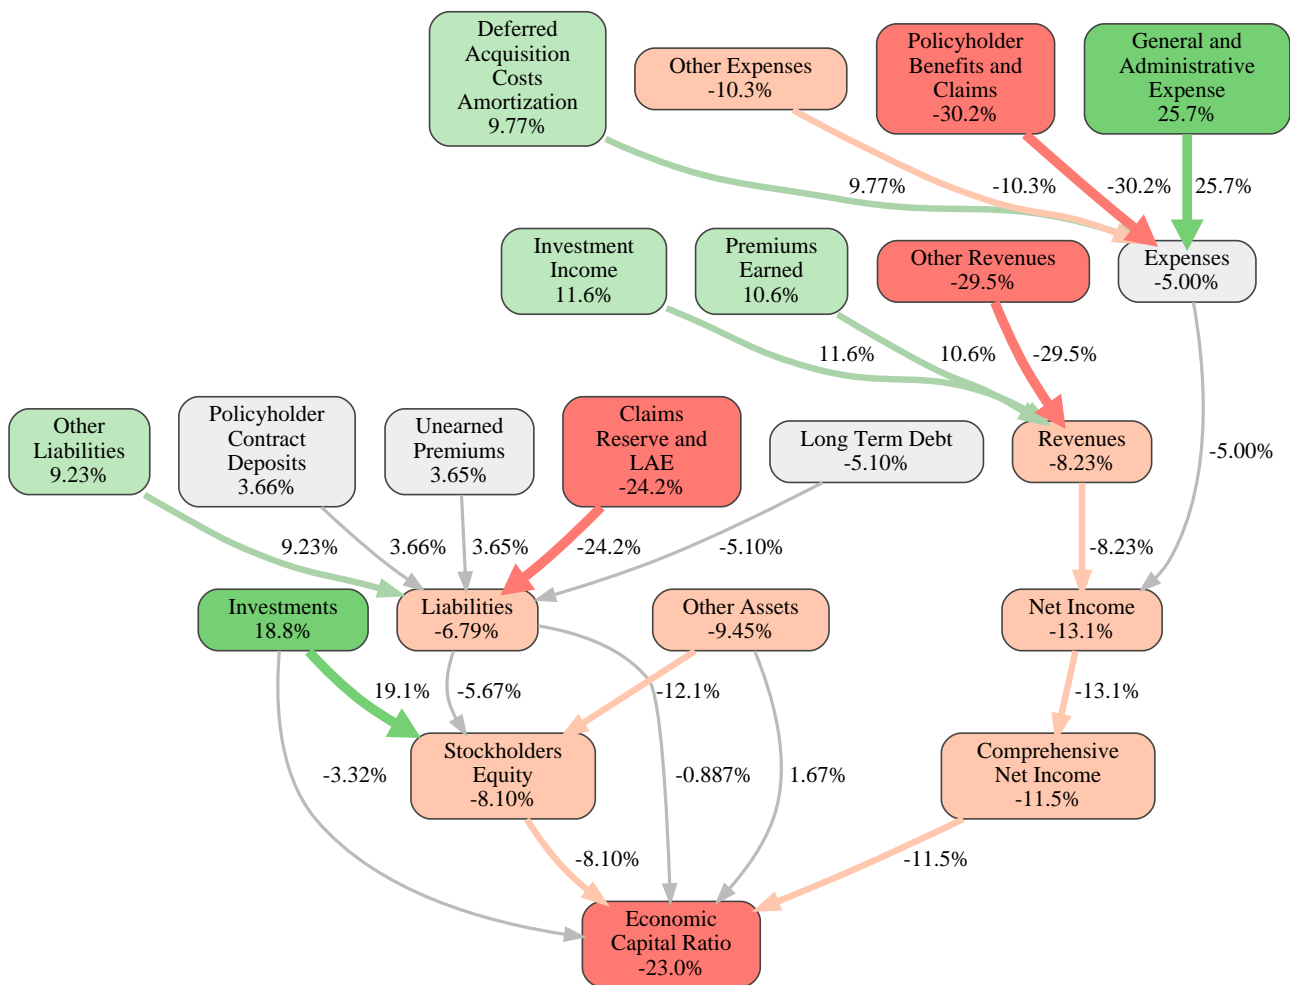 Deferred
Acquisition
Costs
Amortization
9.77%
Other Expenses
-10.3%
Policyholder
Benefits and
Claims
-30.2%
General and
Administrative
Expense
25.7%
9.77%
-10.3%
-30.2%
25.7%
Investment
Income
11.6%
Premiums
Earned
10.6%
Other Revenues
-29.5%
Expenses
-5.00%
11.6%
10.6%
-29.5%
Other
Liabilities
9.23%
Policyholder
Contract
Deposits
3.66%
Unearned
Premiums
3.65%
Claims
Reserve and
LAE
-24.2%
Long Term Debt
-5.10%
Revenues
-8.23%
-5.00%
9.23%
3.66%
3.65%
-24.2%
-5.10%
-8.23%
Investments
18.8%
Liabilities
-6.79%
Other Assets
-9.45%
Net Income
-13.1%
19.1%
-5.67%
-12.1%
-13.1%
-3.32%
Stockholders
Equity
-8.10%
-0.887%
1.67%
Comprehensive
Net Income
-11.5%
-8.10%
-11.5%
Economic
Capital Ratio
-23.0%